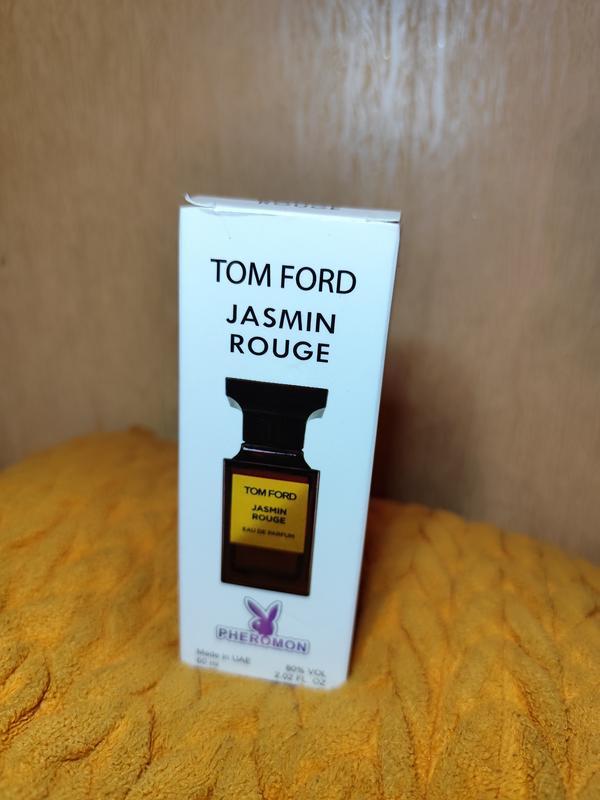 ROUGE
TOM FORD
JASMIN
ROUGE
TOM FORD
JASMIN
ROUGE
EAU DE PARFUM
PHEROMON
Made in UAE
60 ml
80% VOL
2.02 FL OZ